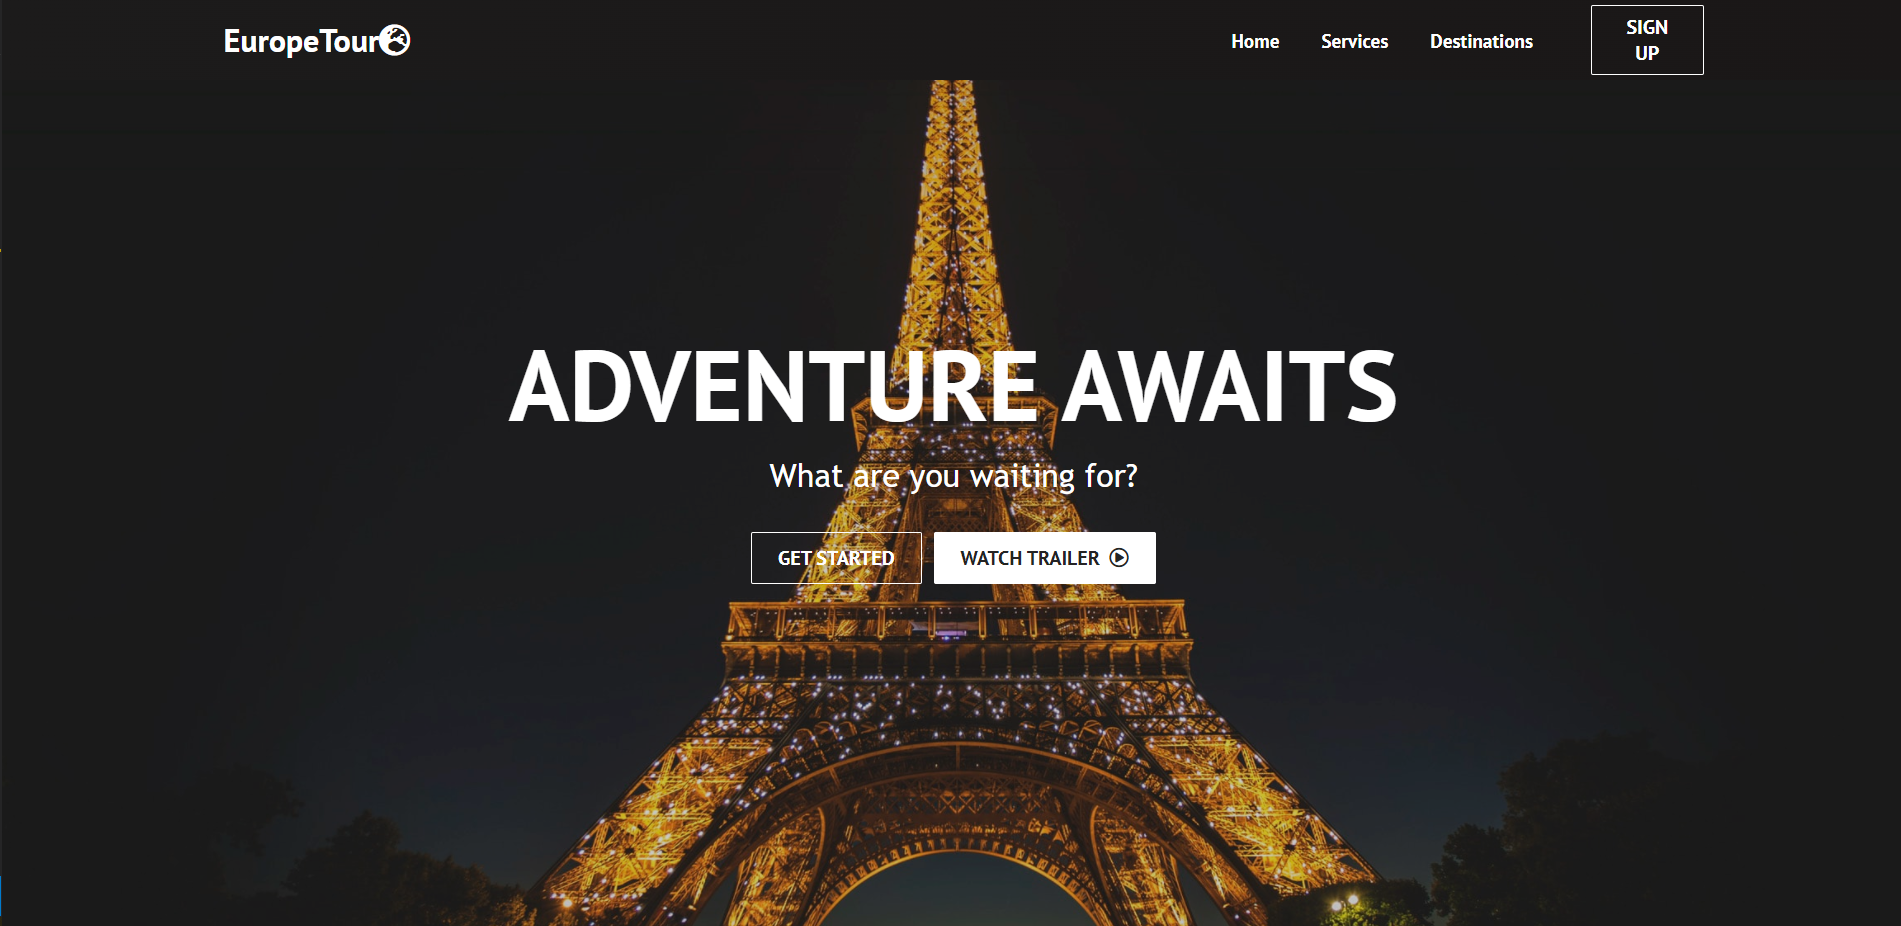 EuropeTour
Home
Services
Destinations
SIGN
UP
ADVENTURE AWAITS
What are you waiting for?
GET STARTED
WATCH TRAILER